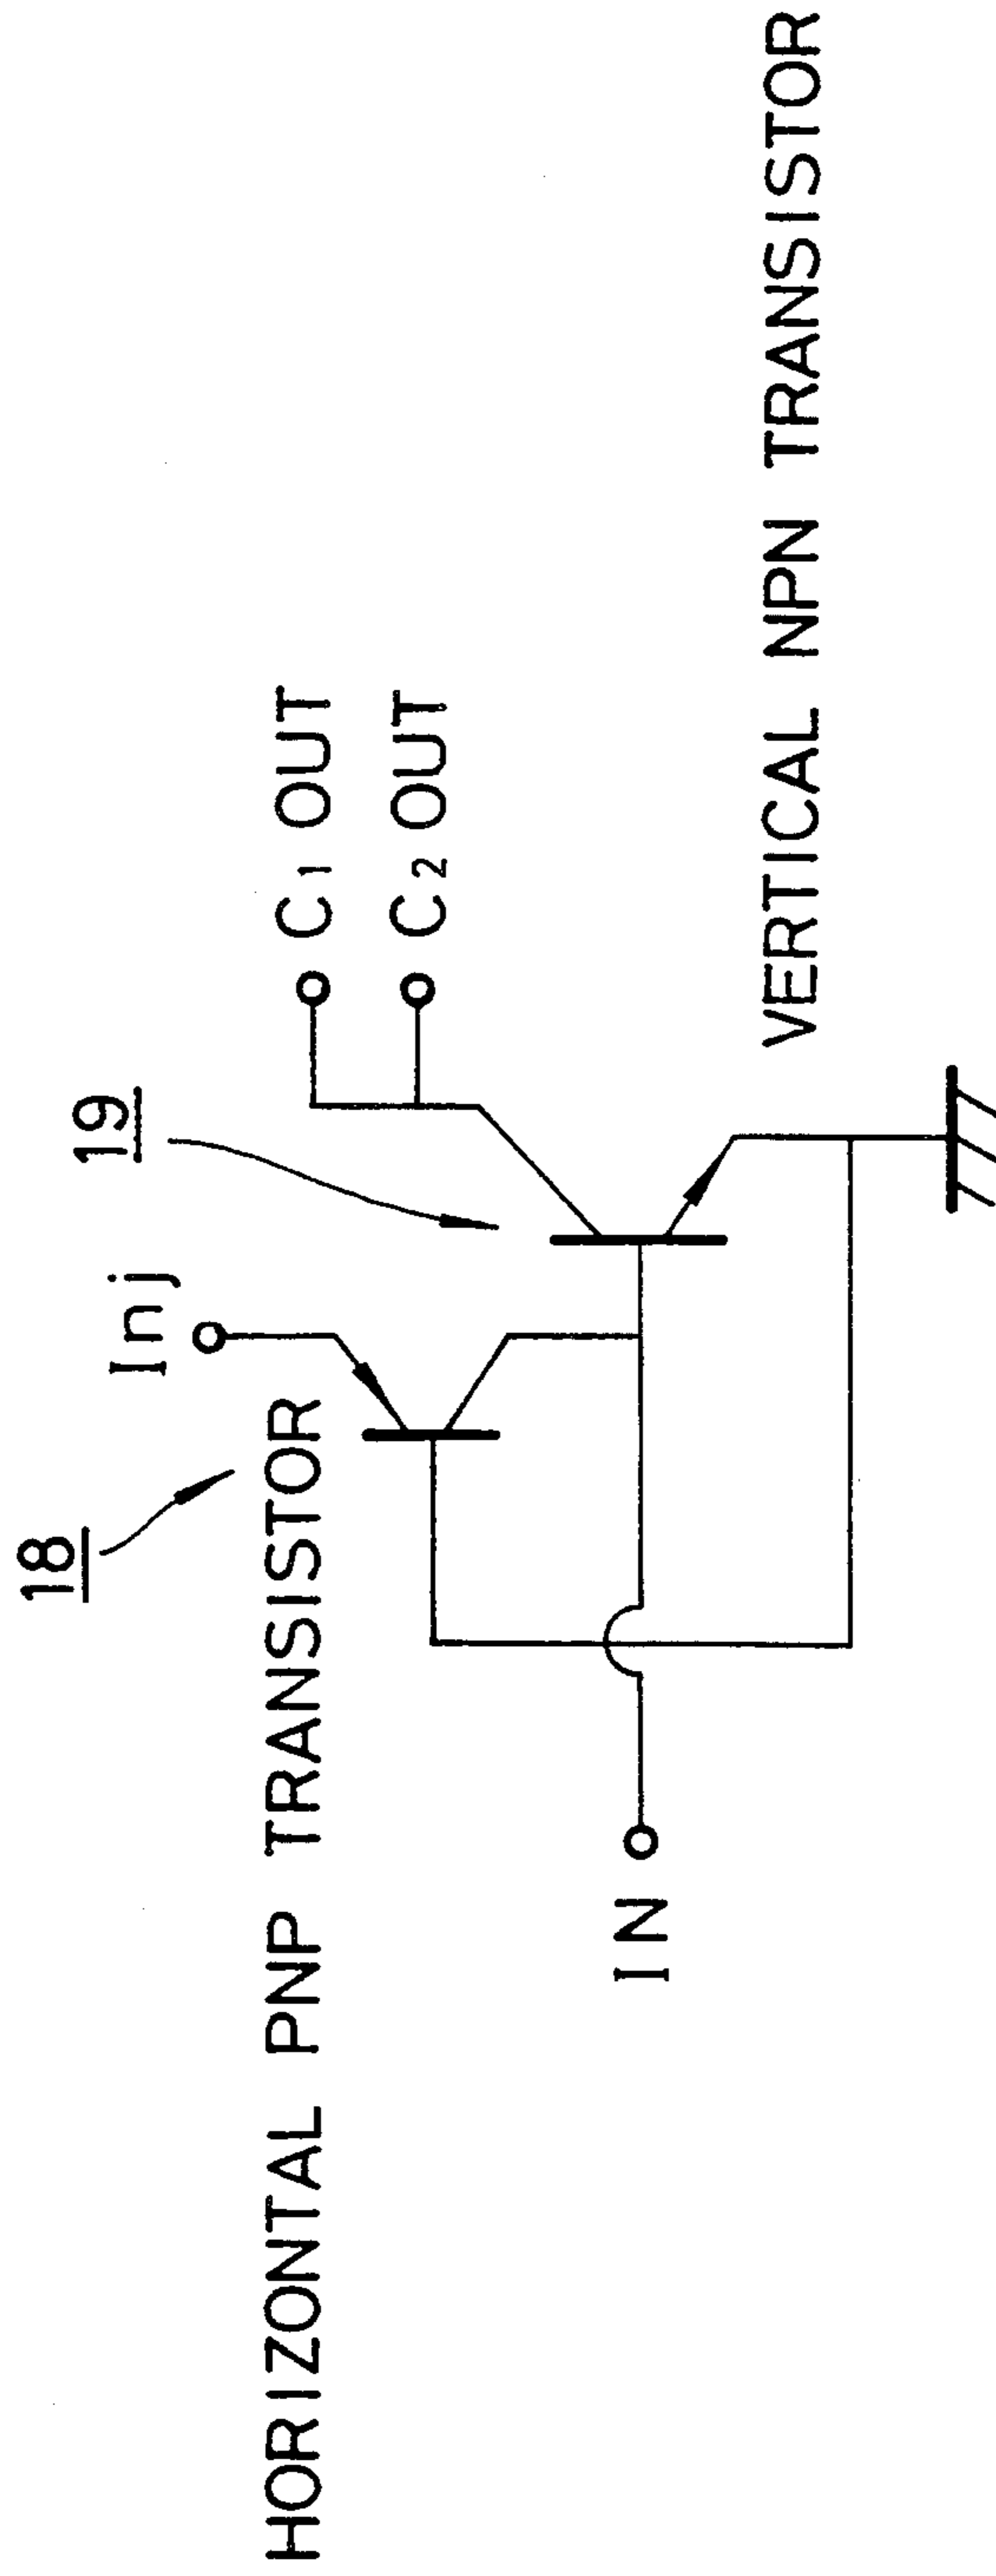 18
19
Inj
HORIZONTAL PNP TRANSISTOR
C1 OUT
C2 OUT
IN
VERTICAL NPN TRANSISTOR